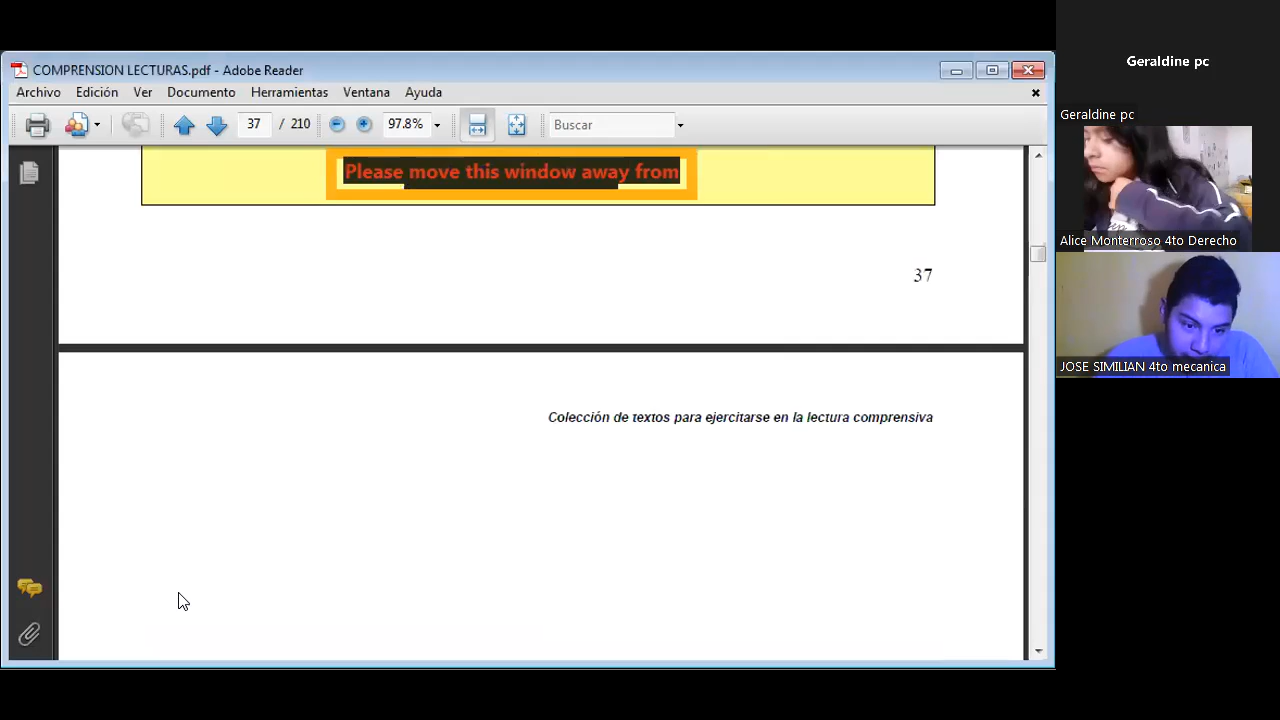 COMPRENSION LECTURAS.pdf - Adobe Reader
Archivo Edición Ver Documento Herramientas Ventana Ayuda
37 / 210 97.8% Buscar
Please move this window away from
37
Colección de textos para ejercitarse en la lectura comprensiva
Geraldine pc
Geraldine pc
Alice Monterroso 4to Derecho
JOSE SIMILIAN 4to mecanica